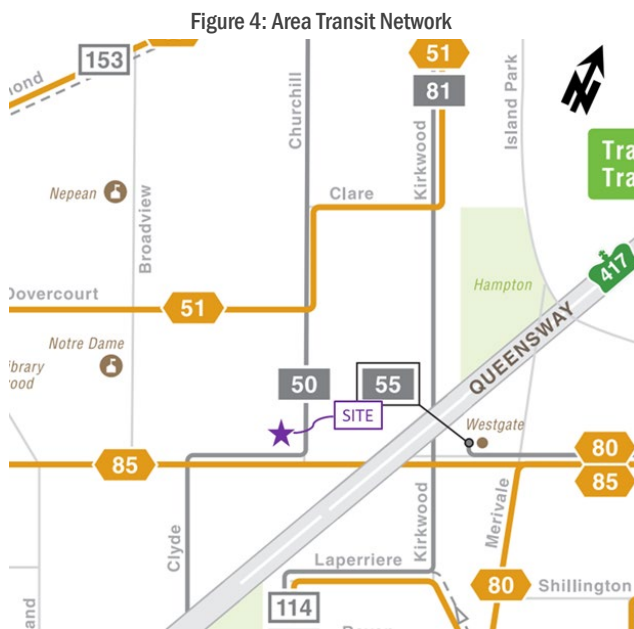 Figure 4: Area Transit Network
153
51
81
Churchill
Kirkwood
Island Park
Nepean
Broadview
Clare
417
Dovercourt
51
Hampton
QUEENSWAY
Notre Dame
50
55
SITE
Westgate
85
80
85
Clyde
Kirkwood
Merivale
Laperriere
114
80
Shillington